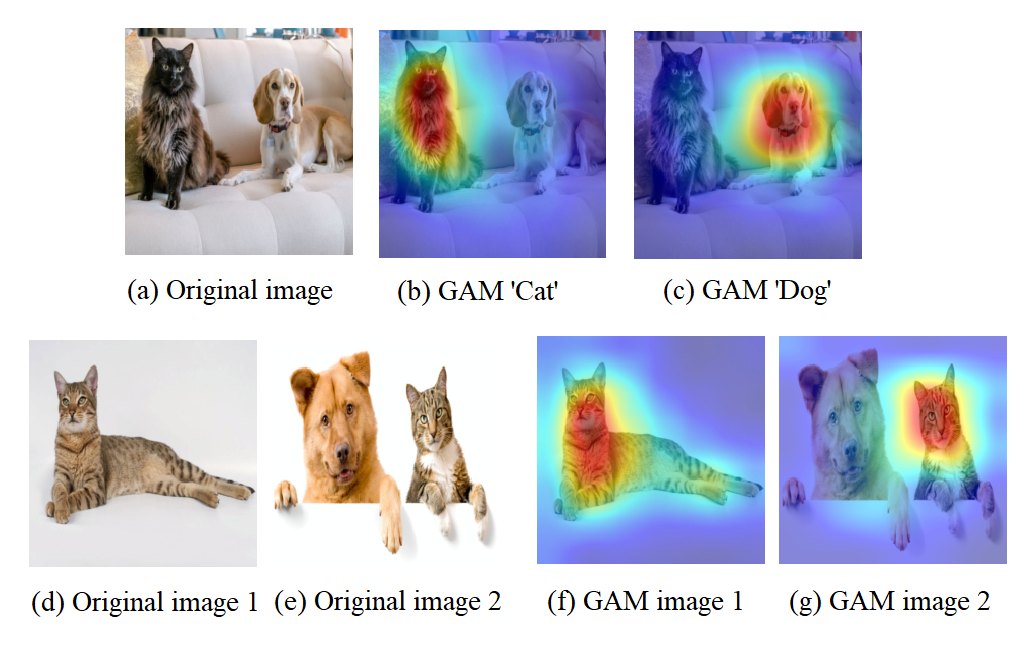 (a) Original image
(b) GAM 'Cat'
(c) GAM 'Dog'
(d) Original image 1
(e) Original image 2
(f) GAM image 1
(g) GAM image 2